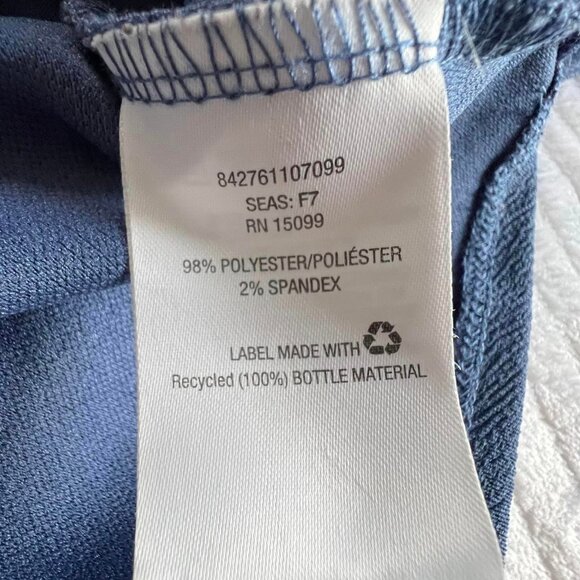 842761107099
SEAS: F7
RN 15099
98% POLYESTER/POLIÉSTER
2% SPANDEX
LABEL MADE WITH
Recycled (100%) BOTTLE MATERIAL